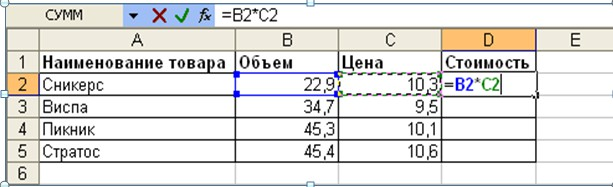 СУММ fx =B2*C2
A B C D E
1 Наименование товара Объем Цена Стоимость
2 Сникерс 22,9 10,3 =B2*C2
3 Виспа 34,7 9,5
4 Пикник 45,3 10,1
5 Стратос 45,4 10,6
6